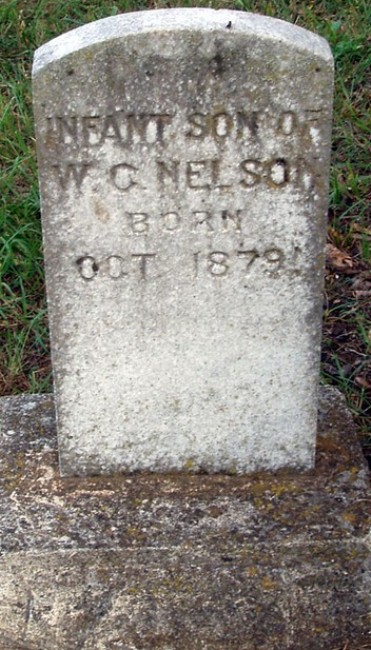 INFANT SON OF
W. C. NELSON
BORN
OCT. 1879.